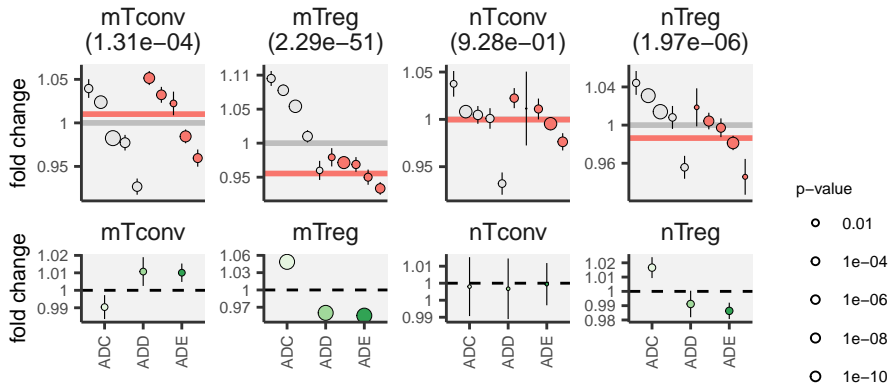 mTconv
(1.31e−04)
mTreg
(2.29e−51)
nTconv
(9.28e−01)
nTreg
(1.97e−06)
fold change
1.05
1
0.95
1.11
1.05
1
0.95
1.05
1
0.95
1.04
1
0.96
mTconv
mTreg
nTconv
nTreg
fold change
1.02
1.01
1
0.99
1.06
1.03
1
0.97
1.01
1
0.99
1.02
1
0.99
0.98
ADC
ADD
ADE
ADC
ADD
ADE
ADC
ADD
ADE
ADC
ADD
ADE
p−value
0.01
1e−04
1e−06
1e−08
1e−10